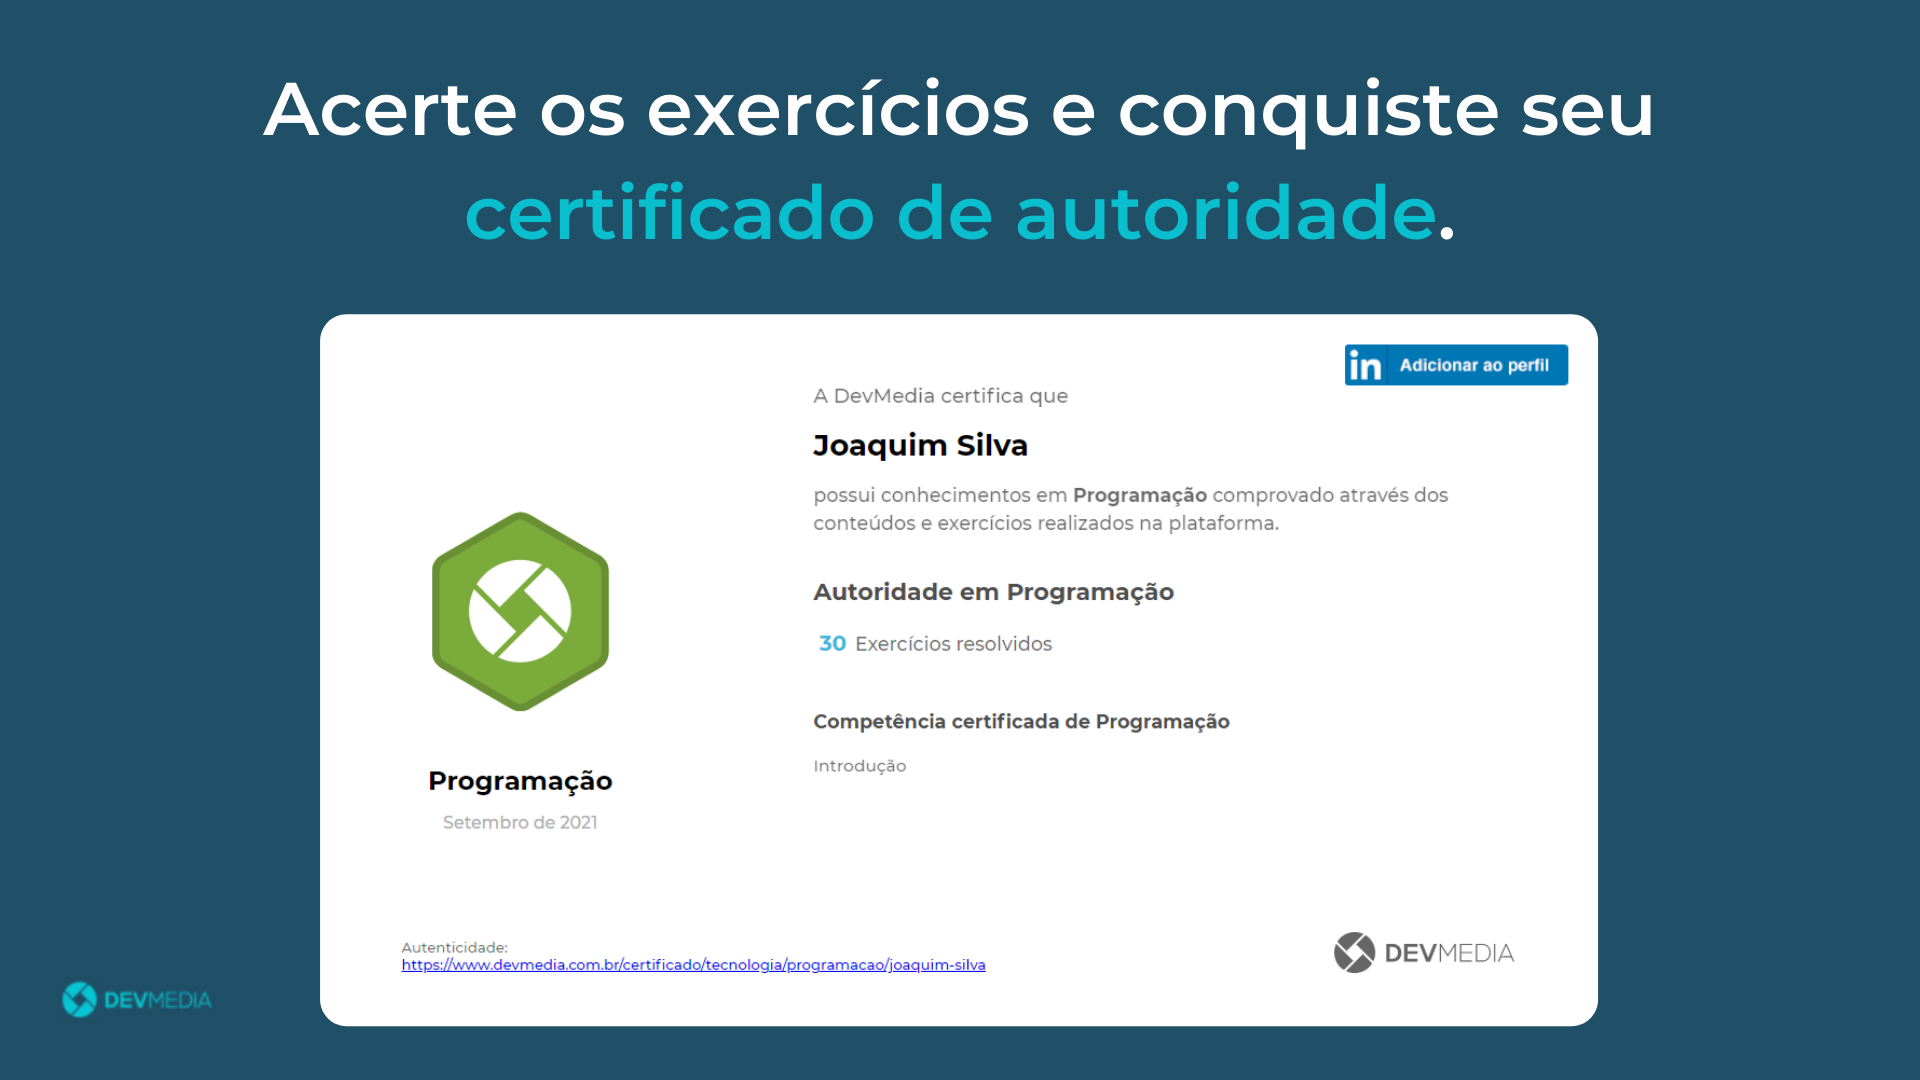 Acerte os exercícios e conquiste seu
certificado de autoridade.
in Adicionar ao perfil
A DevMedia certifica que
Joaquim Silva
possui conhecimentos em Programação comprovado através dos
conteúdos e exercícios realizados na plataforma.
Autoridade em Programação
30 Exercícios resolvidos
Competência certificada de Programação
Introdução
Programação
Setembro de 2021
Autenticidade:
https://www.devmedia.com.br/certificado/tecnologia/programacao/joaquim-silva
DEVMEDIA
DEVMEDIA